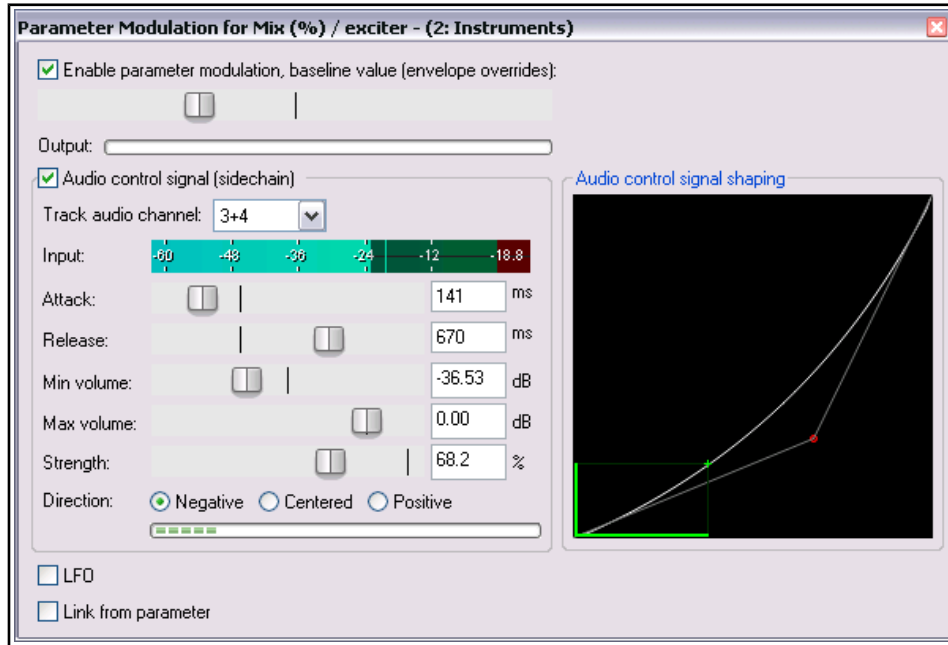 Parameter Modulation for Mix (%) / exciter - (2: Instruments)
Enable parameter modulation, baseline value (envelope overrides):
Output:
Audio control signal (sidechain)
Audio control signal shaping
Track audio channel: 3+4
Input: -60 -48 -36 -24 -12 -18.8
Attack: 141 ms
Release: 670 ms
Min volume: -36.53 dB
Max volume: 0.00 dB
Strength: 68.2 %
Direction: Negative Centered Positive
LFO
Link from parameter